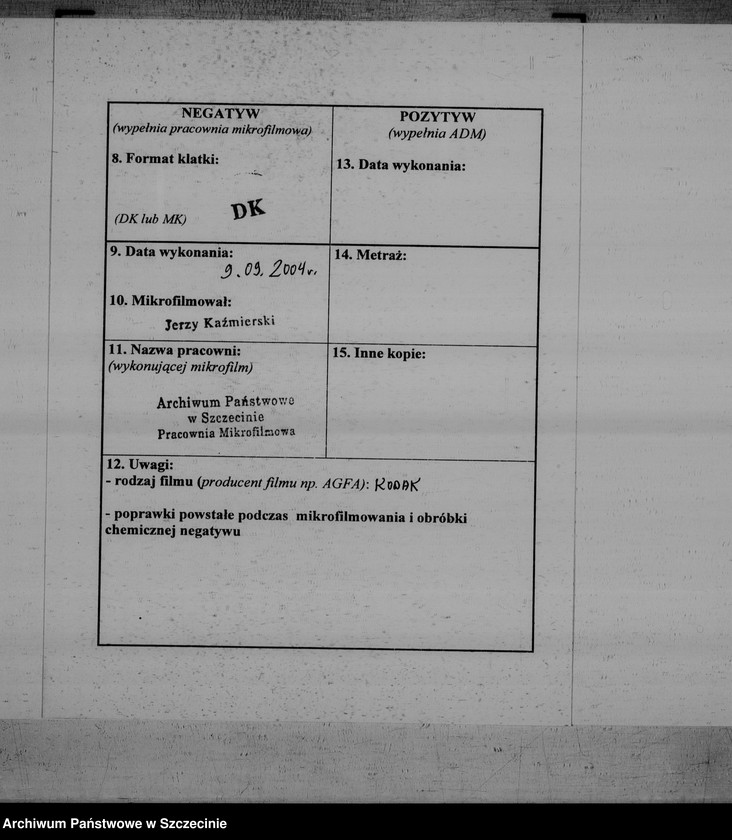 NEGATYW
(wypełnia pracownia mikrofilmowa)
8. Format klatki:
(DK lub MK) DK
9. Data wykonania:
9.09.2004r.
10. Mikrofilmował:
Jerzy Kaźmierski
11. Nazwa pracowni:
(wykonującej mikrofilm)
Archiwum Państwowe
w Szczecinie
Pracownia Mikrofilmowa
POZYTYW
(wypełnia ADM)
13. Data wykonania:
14. Metraż:
15. Inne kopie:
12. Uwagi:
- rodzaj filmu (producent filmu np. AGFA): KODAK
- poprawki powstałe podczas mikrofilmowania i obróbki
chemicznej negatywu
Archiwum Państwowe w Szczecinie